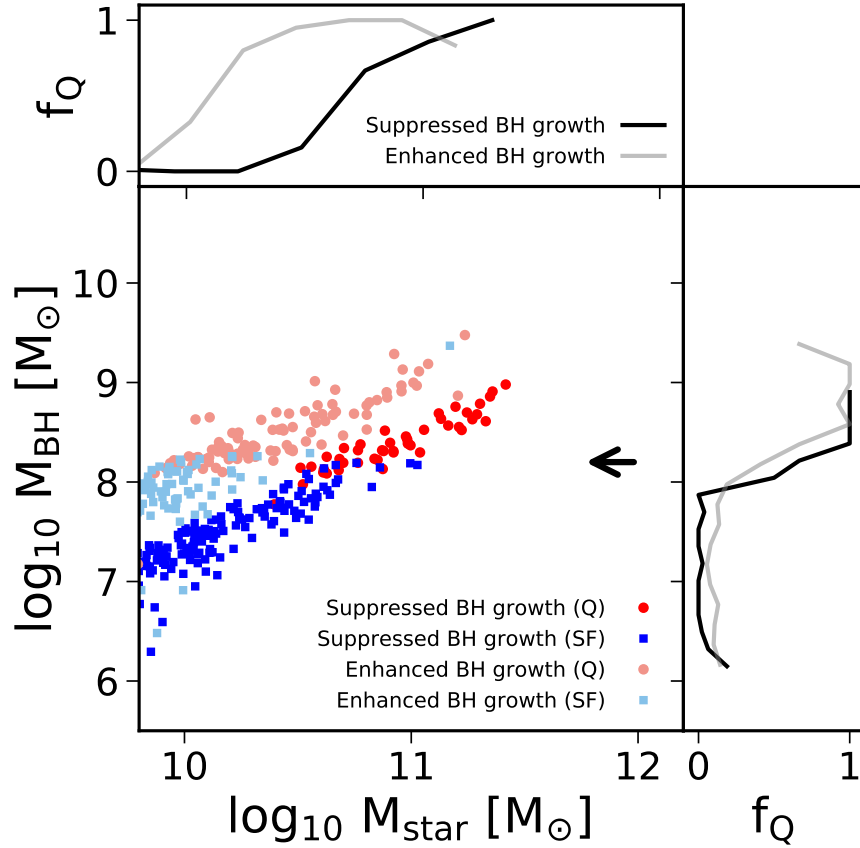 1
f_Q
0
Suppressed BH growth
Enhanced BH growth
10
9
8
7
6
log₁₀ M_BH [M_⊙]
Suppressed BH growth (Q)
Suppressed BH growth (SF)
Enhanced BH growth (Q)
Enhanced BH growth (SF)
10 11 12
log₁₀ M_star [M_⊙]
0 1
f_Q